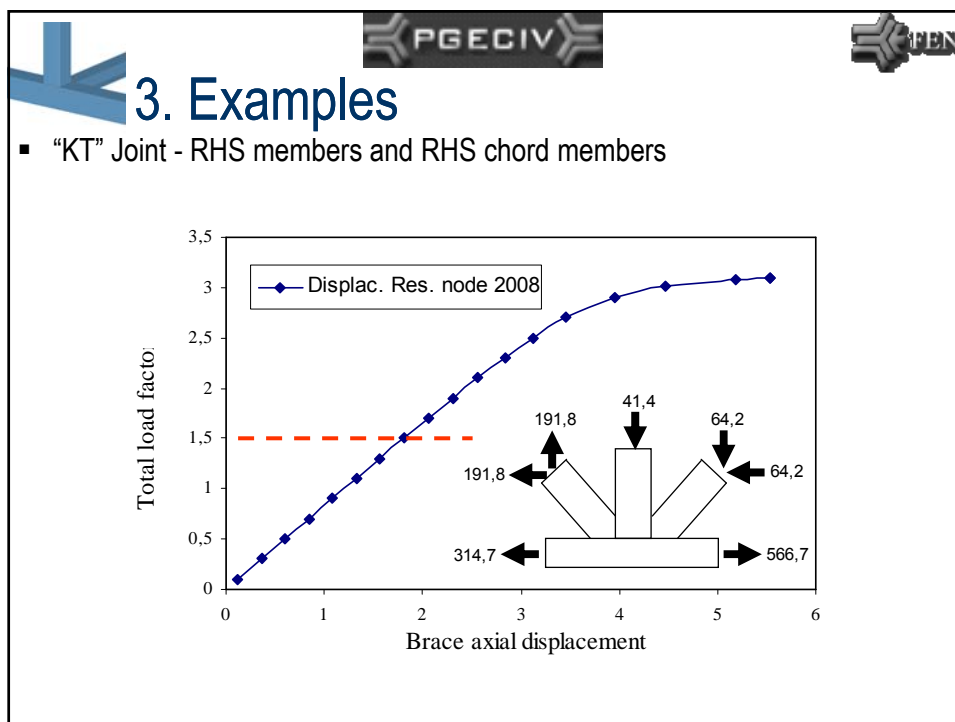 PGECIV
FEN
3. Examples
▪ “KT” Joint - RHS members and RHS chord members
3,5
3
2,5
2
1,5
1
0,5
0
Total load facto
Displac. Res. node 2008
41,4
191,8
64,2
191,8
64,2
314,7
566,7
0 1 2 3 4 5 6
Brace axial displacement